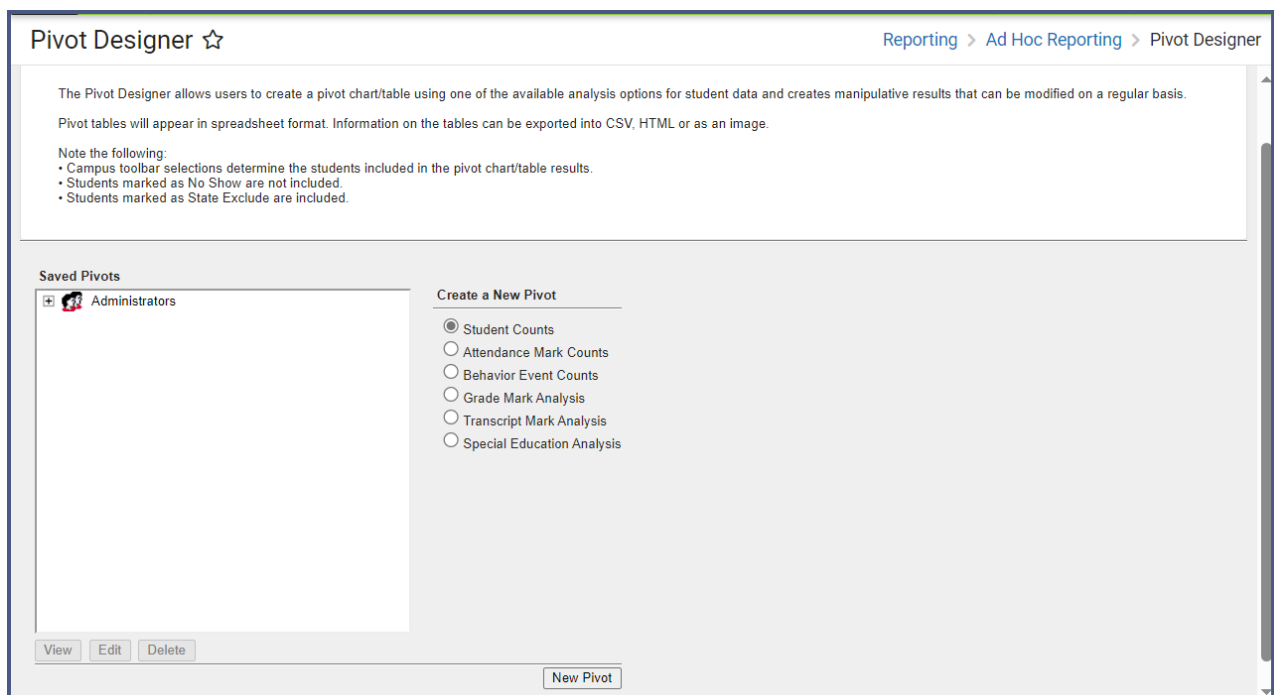 Pivot Designer
Reporting > Ad Hoc Reporting > Pivot Designer
The Pivot Designer allows users to create a pivot chart/table using one of the available analysis options for student data and creates manipulative results that can be modified on a regular basis.
Pivot tables will appear in spreadsheet format. Information on the tables can be exported into CSV, HTML or as an image.
Note the following:
• Campus toolbar selections determine the students included in the pivot chart/table results.
• Students marked as No Show are not included.
• Students marked as State Exclude are included.
Saved Pivots
Administrators
Create a New Pivot
Student Counts
Attendance Mark Counts
Behavior Event Counts
Grade Mark Analysis
Transcript Mark Analysis
Special Education Analysis
View Edit Delete
New Pivot